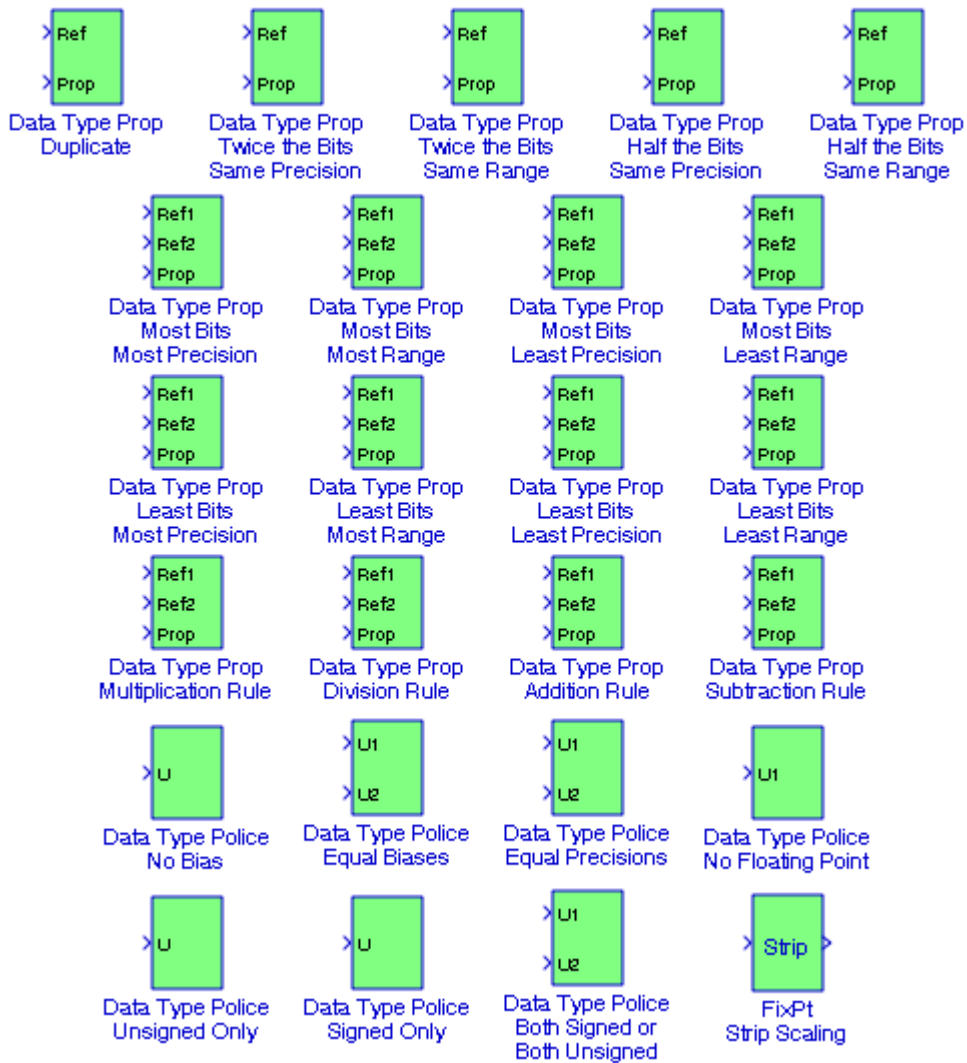 Ref Ref Ref Ref Ref
Prop Prop Prop Prop Prop
Data Type Prop Data Type Prop Data Type Prop Data Type Prop Data Type Prop
Duplicate Twice the Bits Twice the Bits Half the Bits Half the Bits
Same Precision Same Range Same Precision Same Range
Ref1 Ref1 Ref1 Ref1
Ref2 Ref2 Ref2 Ref2
Prop Prop Prop Prop
Data Type Prop Data Type Prop Data Type Prop Data Type Prop
Most Bits Most Bits Most Bits Most Bits
Most Precision Most Range Least Precision Least Range
Ref1 Ref1 Ref1 Ref1
Ref2 Ref2 Ref2 Ref2
Prop Prop Prop Prop
Data Type Prop Data Type Prop Data Type Prop Data Type Prop
Least Bits Least Bits Least Bits Least Bits
Most Precision Most Range Least Precision Least Range
Ref1 Ref1 Ref1 Ref1
Ref2 Ref2 Ref2 Ref2
Prop Prop Prop Prop
Data Type Prop Data Type Prop Data Type Prop Data Type Prop
Multiplication Rule Division Rule Addition Rule Subtraction Rule
U1 U1
U U1
U2 U2
Data Type Police Data Type Police Data Type Police Data Type Police
No Bias Equal Biases Equal Precisions No Floating Point
U1
U U Strip
U2
Data Type Police Data Type Police Data Type Police FixPt
Unsigned Only Signed Only Both Signed or Strip Scaling
Both Unsigned